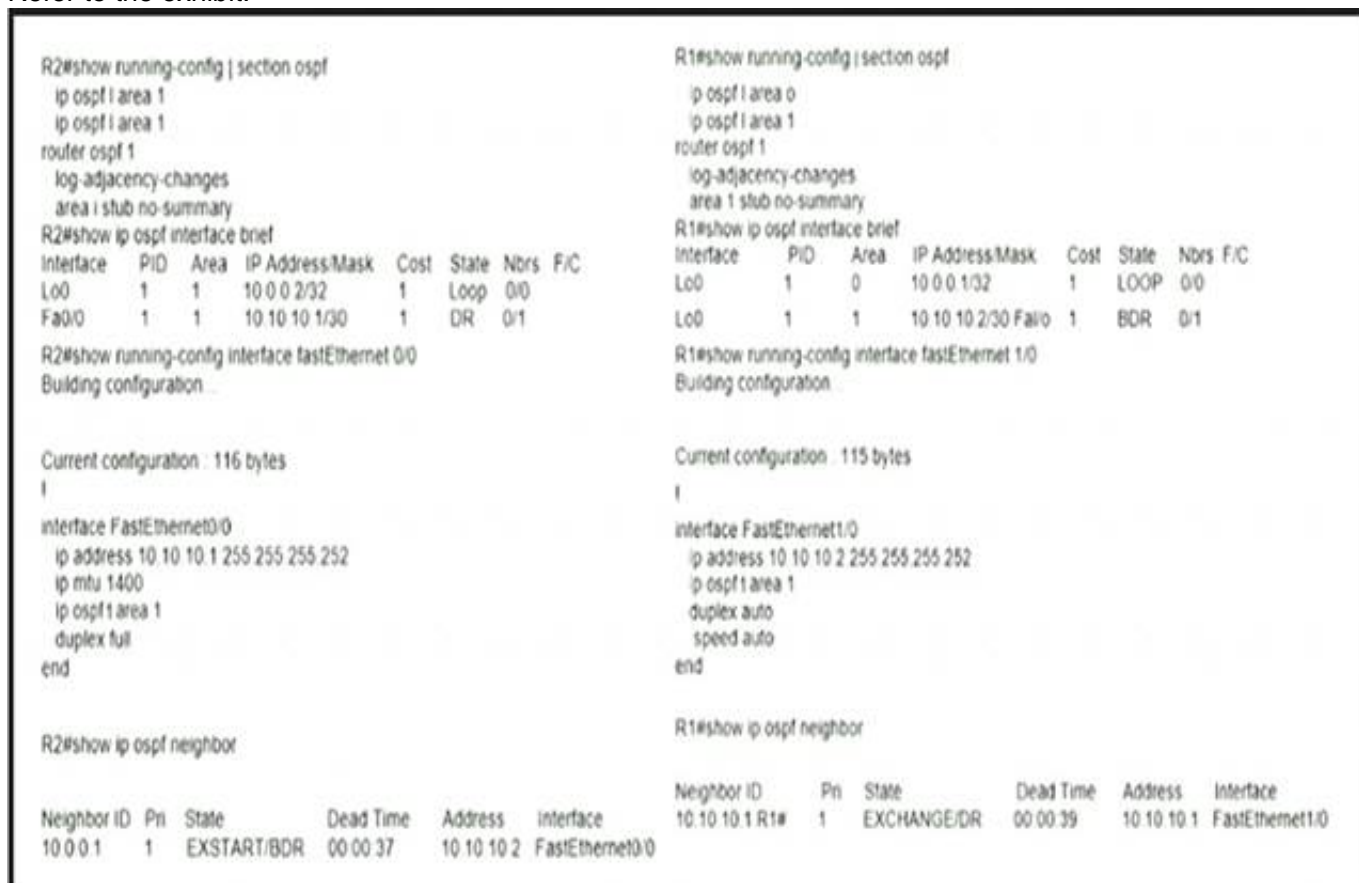 R2#show running-config | section ospf
ip ospf l area 1
ip ospf l area 1
router ospf 1
log-adjacency-changes
area i stub no-summary
R2#show ip ospf interface brief
Interface PID Area IP Address/Mask Cost State Nbrs F/C
Lo0 1 1 10 0 0 2/32 1 Loop 0/0
Fa0/0 1 1 10 10 10 1/30 1 DR 0/1
R2#show running-config interface fastEthernet 0/0
Building configuration
Current configuration : 116 bytes
!
interface FastEthernet0/0
ip address 10 10 10 1 255 255 255 252
ip mtu 1400
ip ospf t area 1
duplex full
end
R2#show ip ospf neighbor
Neighbor ID Pri State Dead Time Address Interface
10 0 0 1 1 EXSTART/BDR 00 00 37 10 10 10 2 FastEthernet0/0
R1#show running-config | section ospf
ip ospf l area o
ip ospf l area 1
router ospf 1
log-adjacency-changes
area 1 stub no-summary
R1#show ip ospf interface brief
Interface PID Area IP Address/Mask Cost State Nbrs F/C
Lo0 1 0 10 0 0 1/32 1 LOOP 0/0
Lo0 1 1 10 10 10 2/30 Fal/o 1 BDR 0/1
R1#show running-config interface fastEthernet 1/0
Building configuration
Current configuration : 115 bytes
!
interface FastEthernet1/0
ip address 10 10 10 2 255 255 255 252
ip ospf t area 1
duplex auto
speed auto
end
R1#show ip ospf neighbor
Neighbor ID Pri State Dead Time Address Interface
10.10 10.1 R1# 1 EXCHANGE/DR 00 00 39 10 10 10 1 FastEthernet1/0